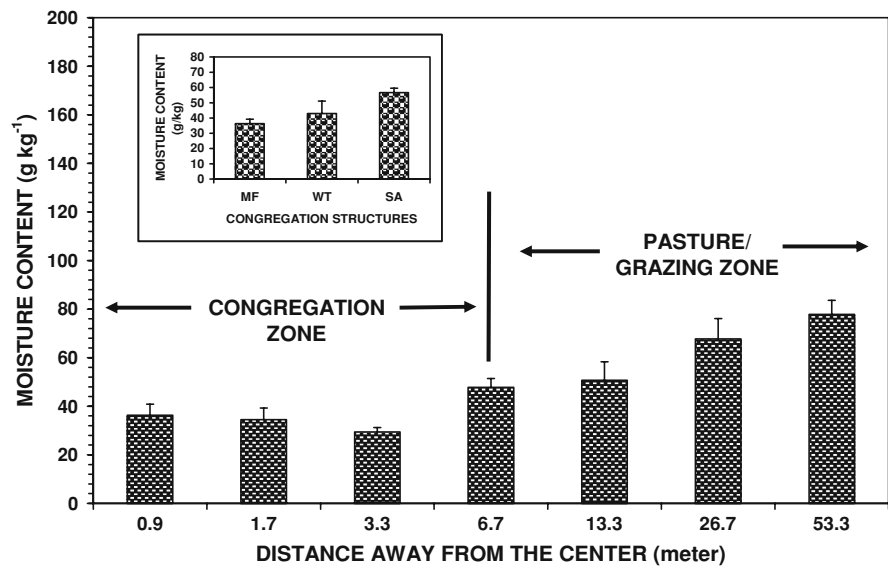 200
180
160
140
120
100
80
60
40
20
0
MOISTURE CONTENT (g kg⁻¹)
80
70
60
50
40
30
20
10
0
MOISTURE CONTENT
(g/kg)
MF WT SA
CONGREGATION STRUCTURES
CONGREGATION
ZONE
PASTURE/
GRAZING ZONE
0.9 1.7 3.3 6.7 13.3 26.7 53.3
DISTANCE AWAY FROM THE CENTER (meter)